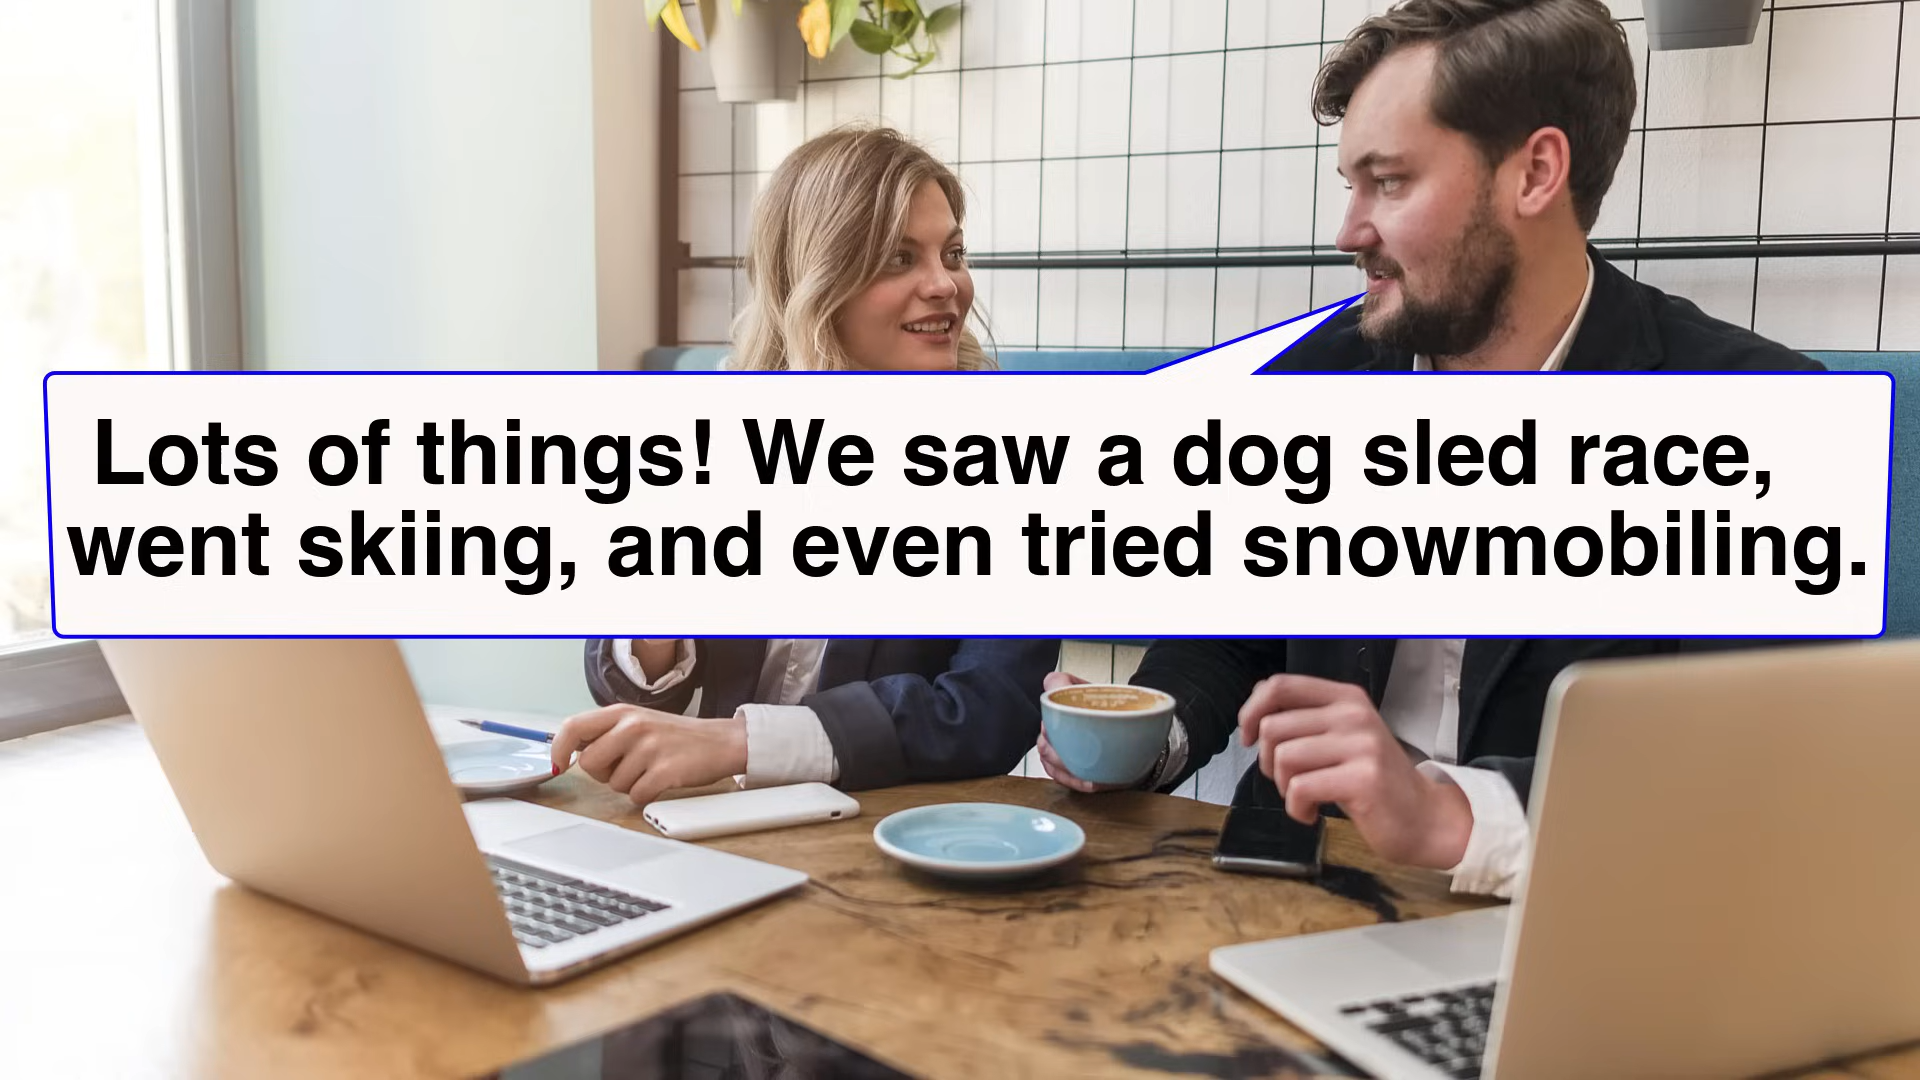 Lots of things! We saw a dog sled race,
went skiing, and even tried snowmobiling.